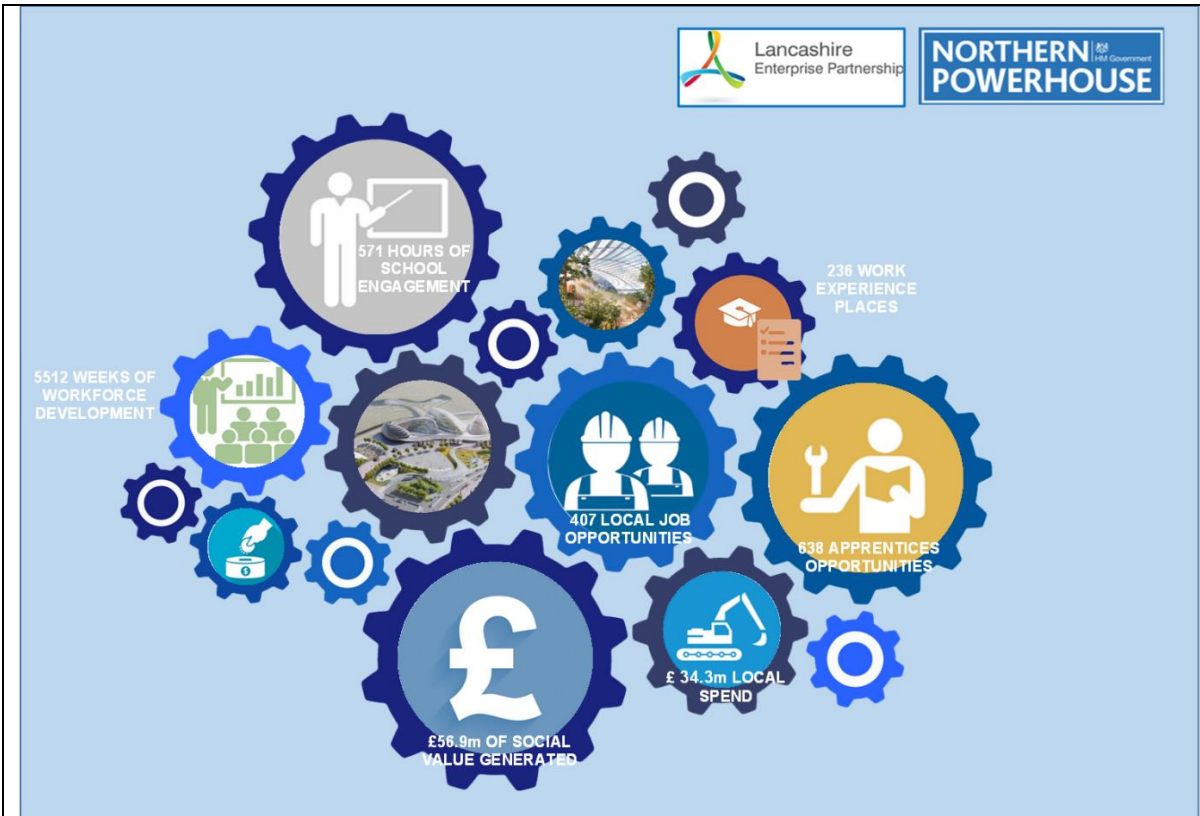 Lancashire
Enterprise Partnership
NORTHERN
HM Government
POWERHOUSE
571 HOURS OF
SCHOOL
ENGAGEMENT
236 WORK
EXPERIENCE
PLACES
5512 WEEKS OF
WORKFORCE
DEVELOPMENT
407 LOCAL JOB
OPPORTUNITIES
638 APPRENTICES
OPPORTUNITIES
$
£
£ 34.3m LOCAL
SPEND
£56.9m OF SOCIAL
VALUE GENERATED